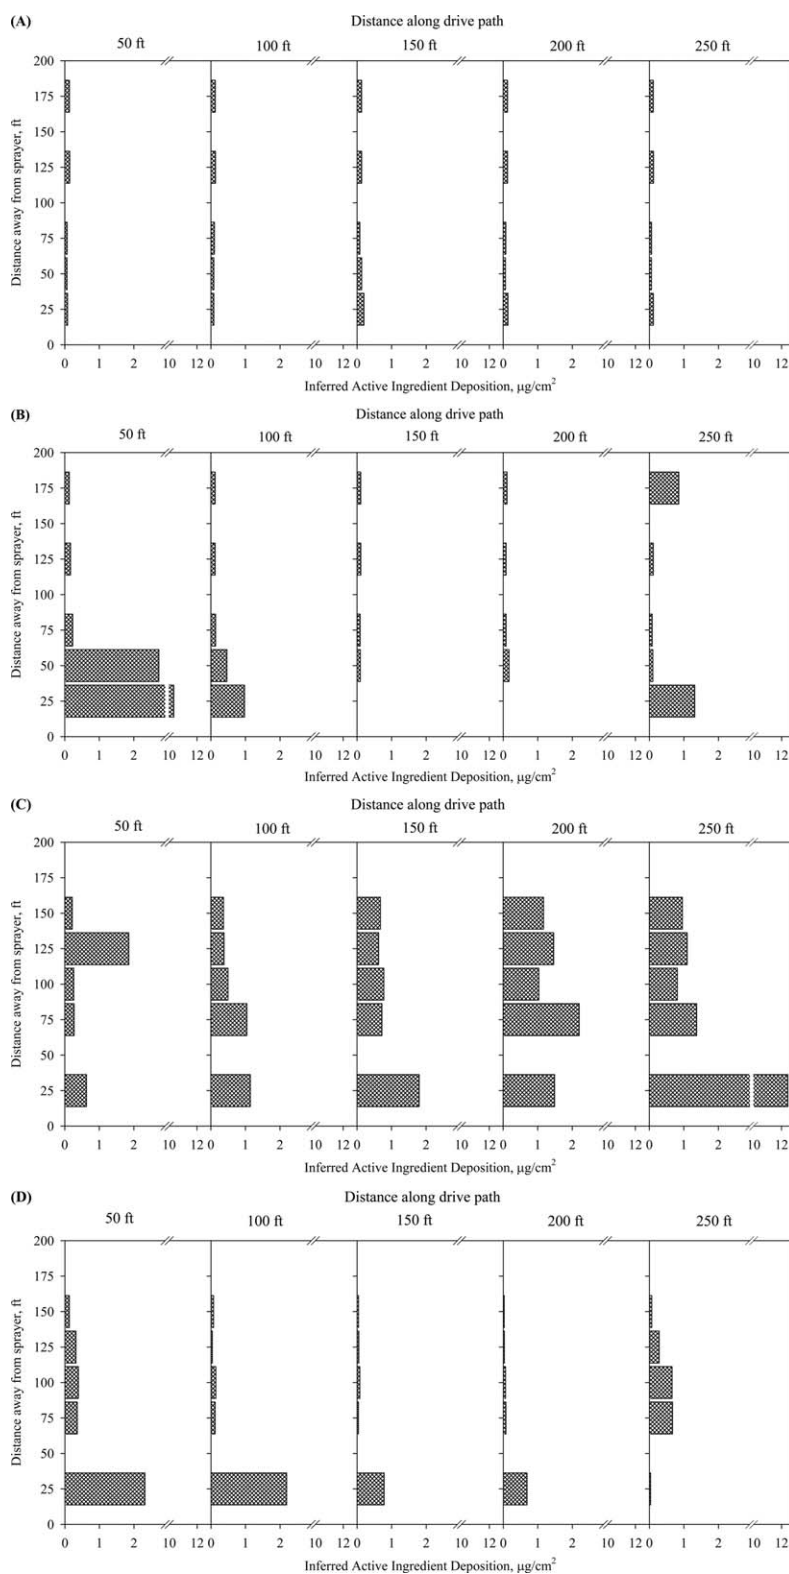 (A) Distance along drive path
50 ft 100 ft 150 ft 200 ft 250 ft
Distance away from sprayer, ft
200
175
150
125
100
75
50
25
0
0 1 2 10 12 0 1 2 10 12 0 1 2 10 12 0 1 2 10 12 0 1 2 10 12
Inferred Active Ingredient Deposition, µg/cm²
(B) Distance along drive path
50 ft 100 ft 150 ft 200 ft 250 ft
Distance away from sprayer, ft
200
175
150
125
100
75
50
25
0
0 1 2 10 12 0 1 2 10 12 0 1 2 10 12 0 1 2 10 12 0 1 2 10 12
Inferred Active Ingredient Deposition, µg/cm²
(C) Distance along drive path
50 ft 100 ft 150 ft 200 ft 250 ft
Distance away from sprayer, ft
200
175
150
125
100
75
50
25
0
0 1 2 10 12 0 1 2 10 12 0 1 2 10 12 0 1 2 10 12 0 1 2 10 12
Inferred Active Ingredient Deposition, µg/cm²
(D) Distance along drive path
50 ft 100 ft 150 ft 200 ft 250 ft
Distance away from sprayer, ft
200
175
150
125
100
75
50
25
0
0 1 2 10 12 0 1 2 10 12 0 1 2 10 12 0 1 2 10 12 0 1 2 10 12
Inferred Active Ingredient Deposition, µg/cm²